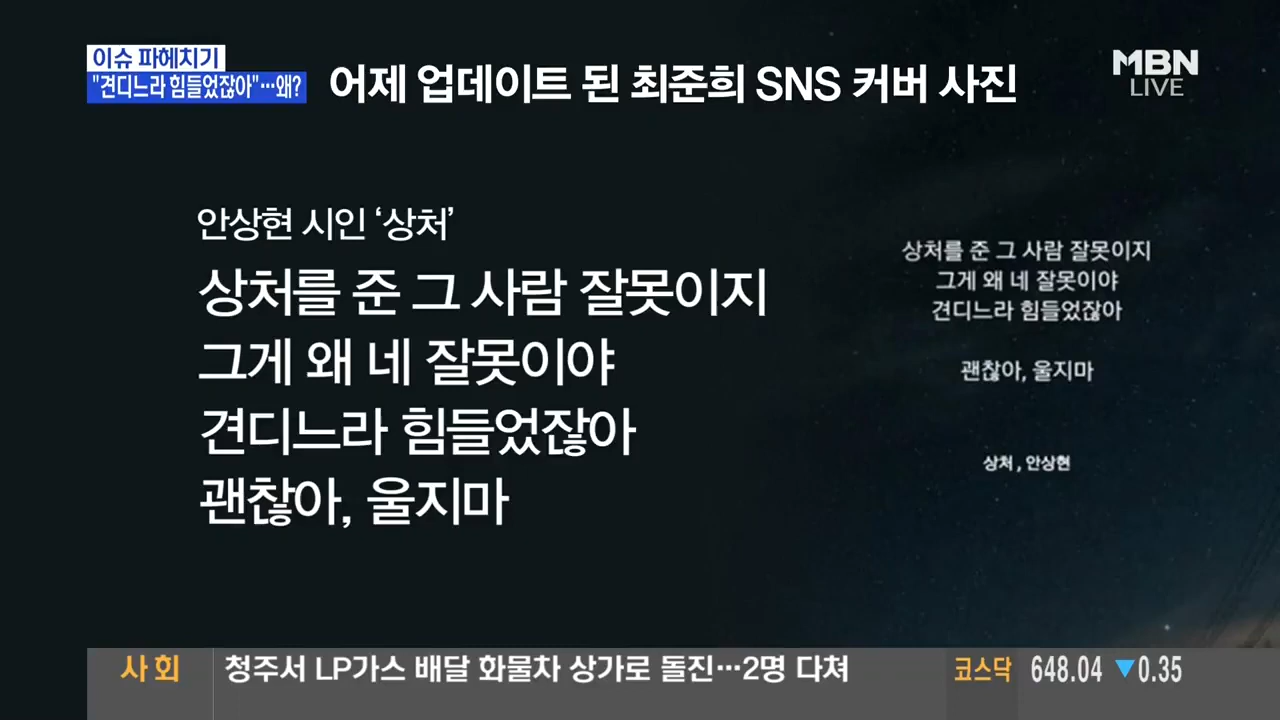 이슈 파헤치기
"견디느라 힘들었잖아"…왜?
어제 업데이트 된 최준희 SNS 커버 사진
MBN
LIVE
안상현 시인 ‘상처’
상처를 준 그 사람 잘못이지
그게 왜 네 잘못이야
견디느라 힘들었잖아
괜찮아, 울지마
상처를 준 그 사람 잘못이지
그게 왜 네 잘못이야
견디느라 힘들었잖아
괜찮아, 울지마
상처 , 안상현
사회 청주서 LP가스 배달 화물차 상가로 돌진…2명 다쳐 코스닥 648.04 ▼0.35